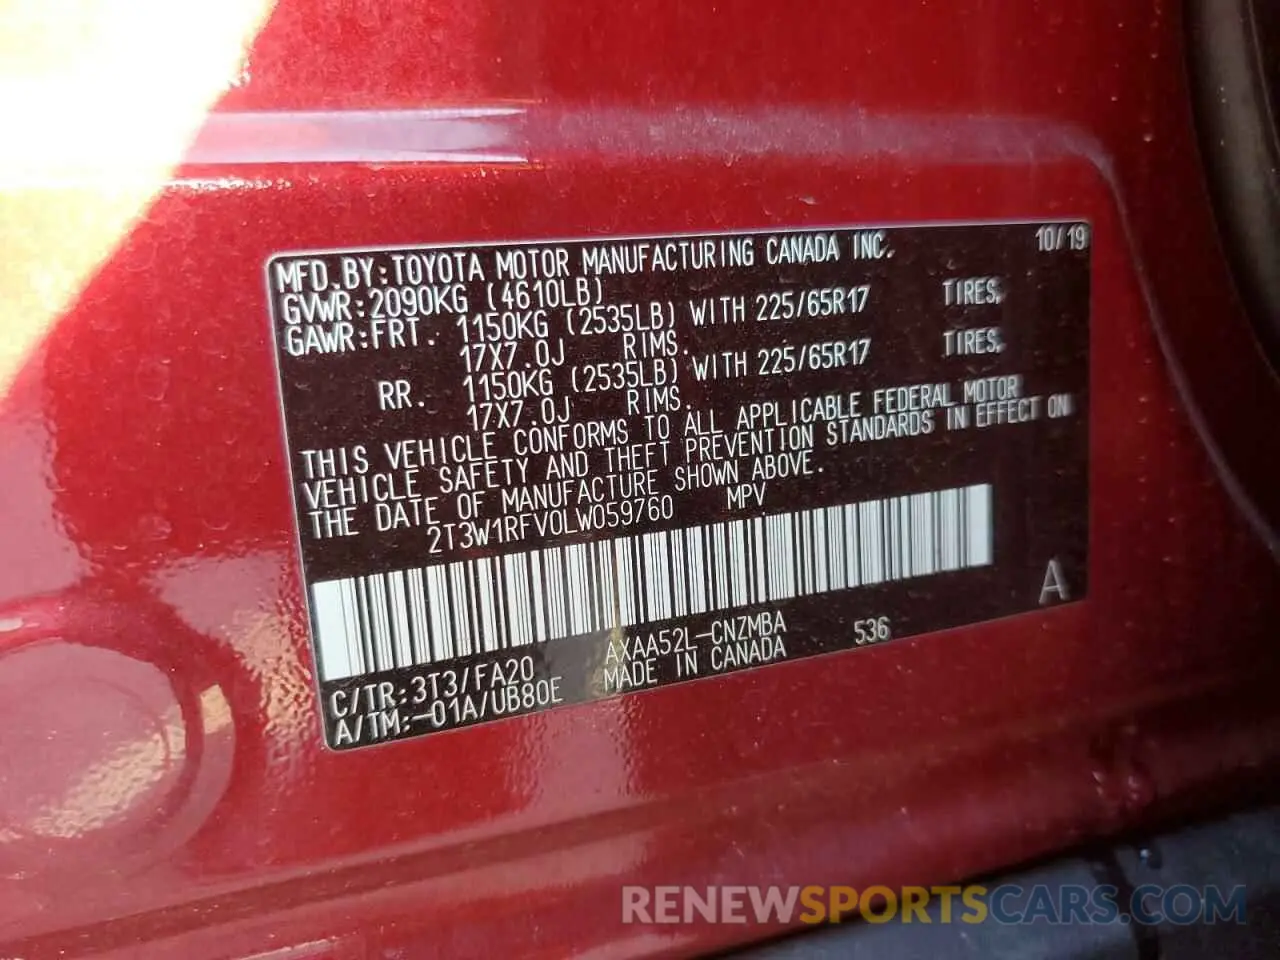 MFD.BY:TOYOTA MOTOR MANUFACTURING CANADA INC. 10/19
GVWR:2090KG (4610LB)
GAWR:FRT. 1150KG (2535LB) WITH 225/65R17 TIRES,
17X7.0J RIMS.
RR. 1150KG (2535LB) WITH 225/65R17 TIRES,
17X7.0J RIMS.
THIS VEHICLE CONFORMS TO ALL APPLICABLE FEDERAL MOTOR
VEHICLE SAFETY AND THEFT PREVENTION STANDARDS IN EFFECT ON
THE DATE OF MANUFACTURE SHOWN ABOVE.
2T3W1RFV0LW059760 MPV
A
C/TR:3T3/FA20 AXAA52L-CNZMBA 536
A/TM:-01A/UB80E MADE IN CANADA
RENEWSPORTSCARS.COM